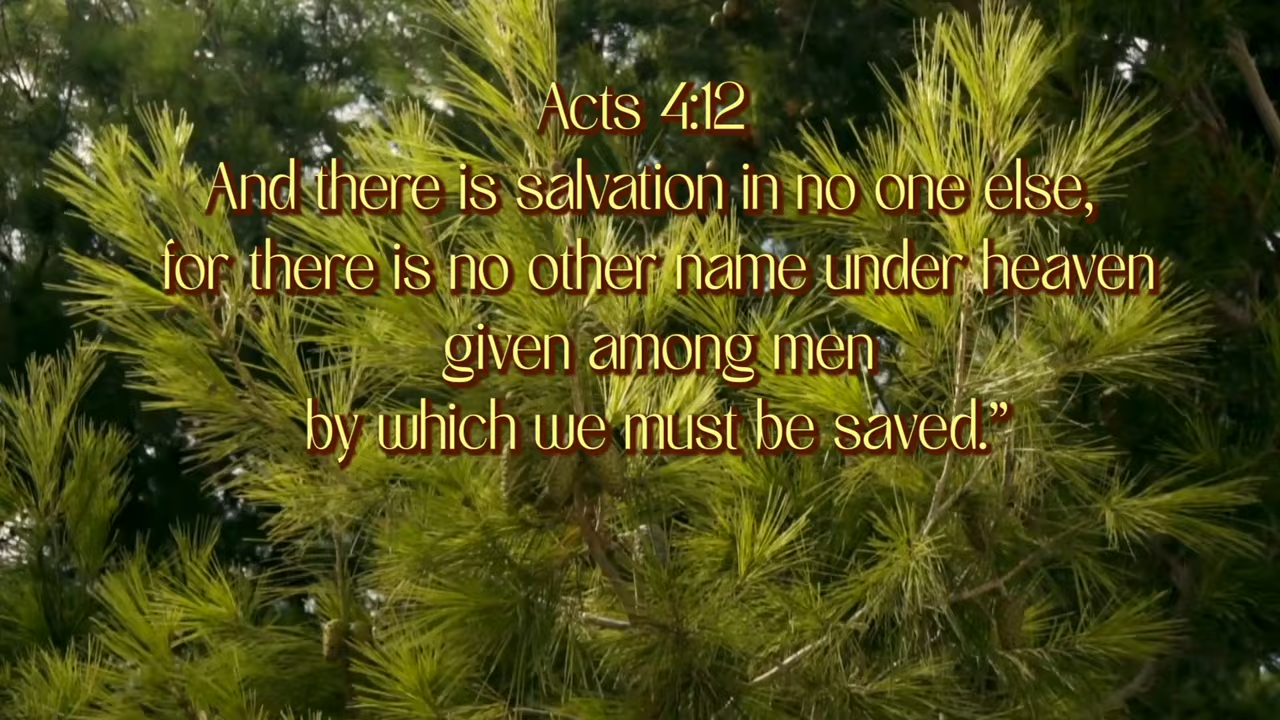 Acts 4:12
And there is salvation in no one else,
for there is no other name under heaven
given among men
by which we must be saved.”